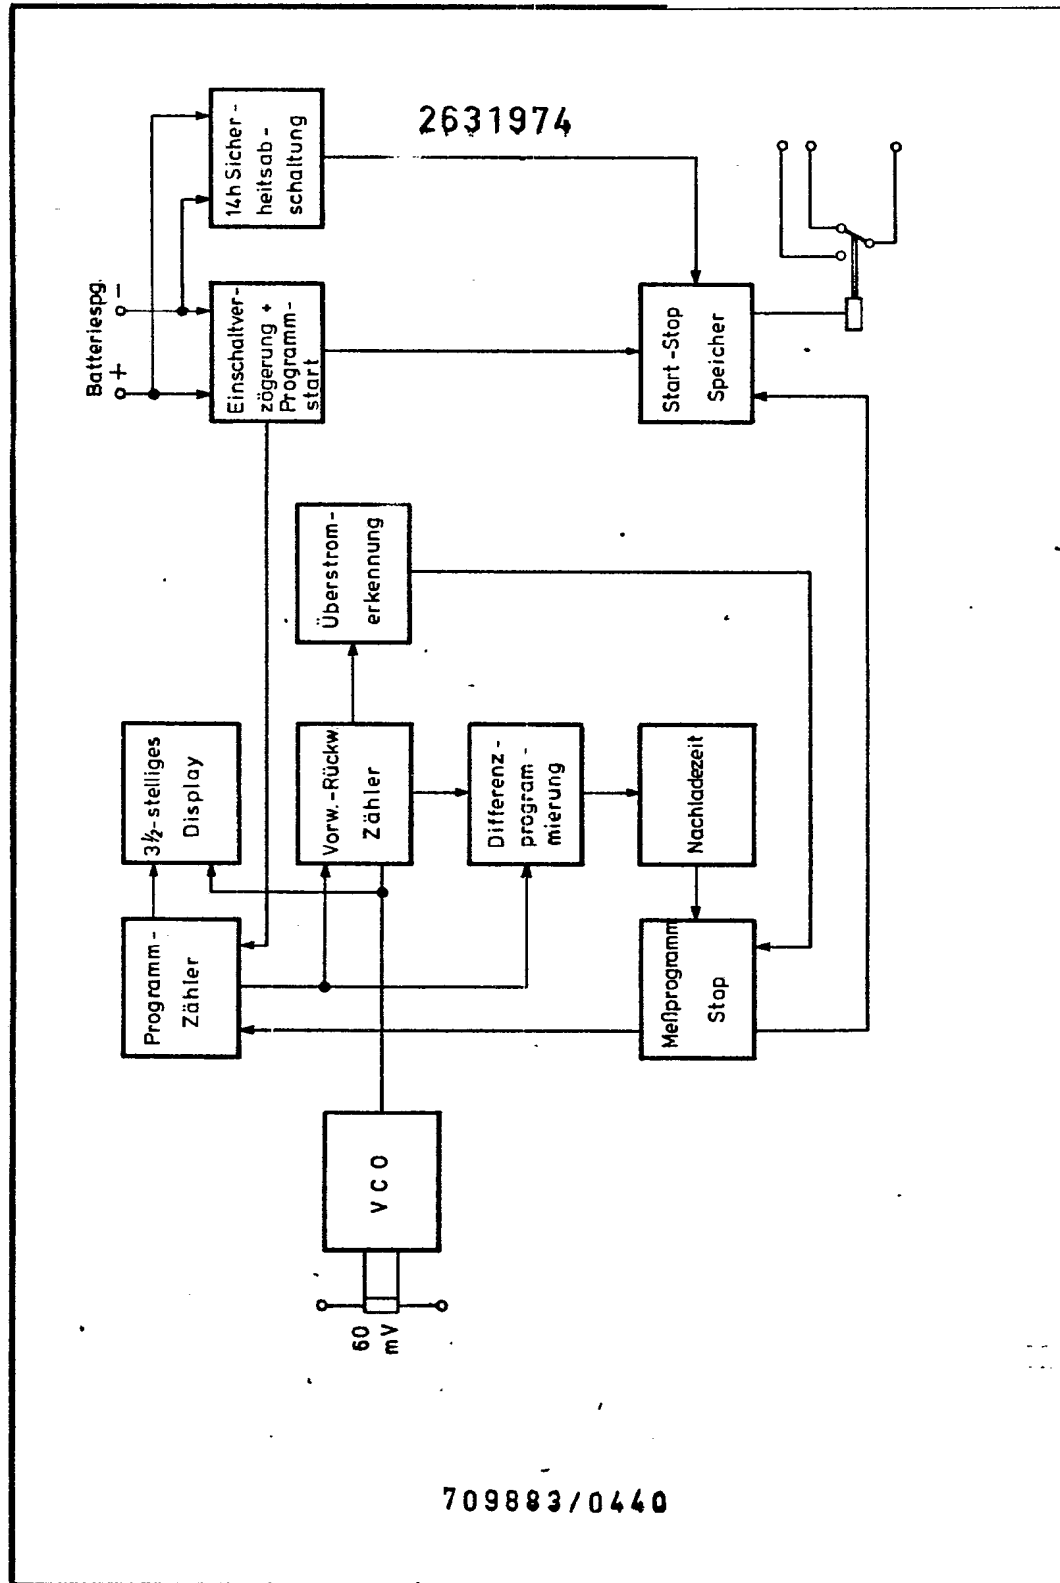 2631974
Batteriespg.
+ −
14h Sicher-
heitsab-
schaltung
Einschaltver-
zögerung +
Programm-
start
Start-Stop
Speicher
Überstrom-
erkennung
3½-stelliges
Display
Vorw.-Rückw.
Zähler
Differenz-
program-
mierung
Nachladezeit
Programm-
Zähler
Meßprogramm
Stop
VCO
60
mV
709883/0440